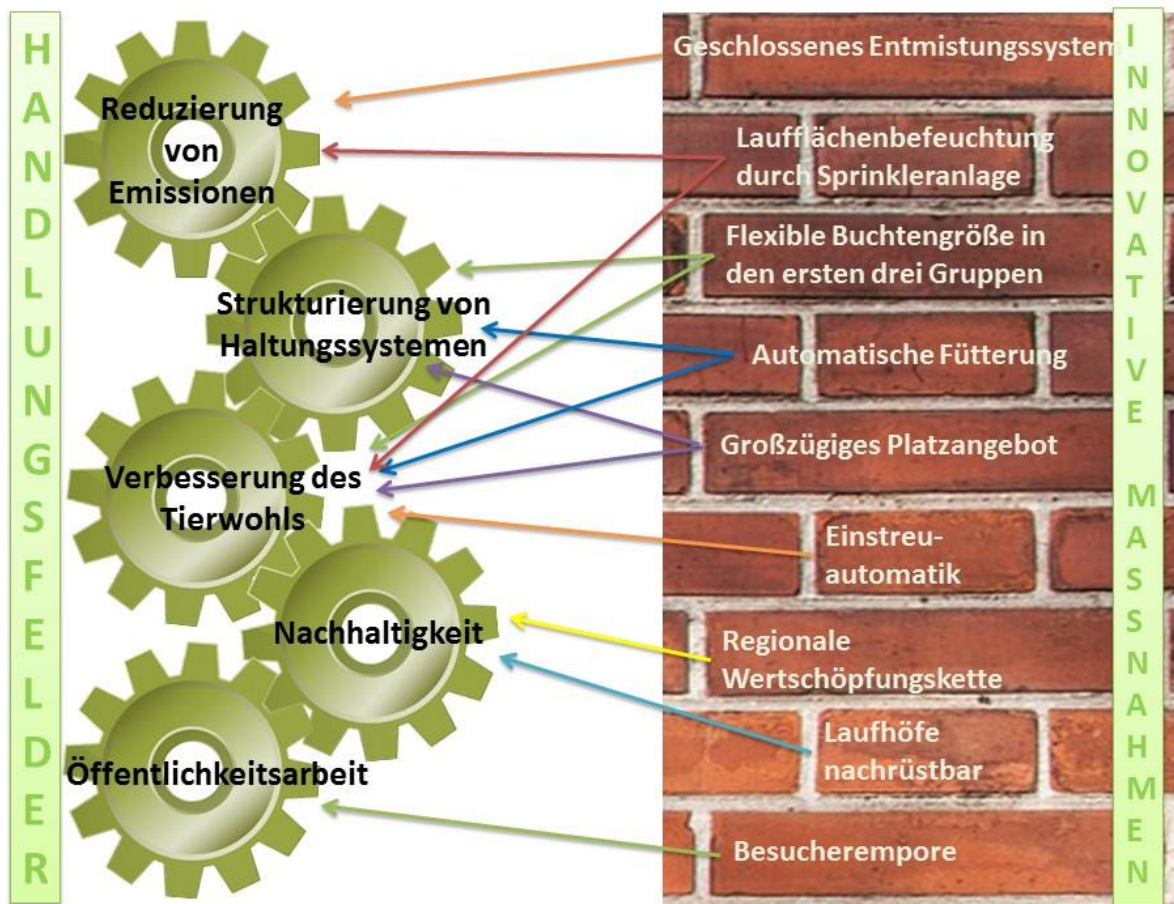 HANDLUNGSFELDER
Reduzierung
von
Emissionen
Strukturierung von
Haltungssystemen
Verbesserung des
Tierwohls
Nachhaltigkeit
Öffentlichkeitsarbeit
Geschlossenes Entmistungssystem
Laufflächenbefeuchtung
durch Sprinkleranlage
Flexible Buchtengröße in
den ersten drei Gruppen
Automatische Fütterung
Großzügiges Platzangebot
Einstreu-
automatik
Regionale
Wertschöpfungskette
Laufhöfe
nachrüstbar
Besucherempore
INNOVATIVE MASSNAHMEN